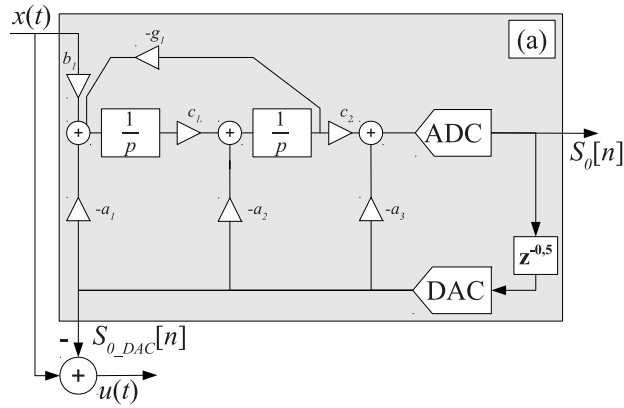 x(t)
(a)
-g₁
b₁
1/p
c₁.
1/p
c₂
ADC
S₀[n]
-a₁
-a₂
-a₃
z⁻⁰,⁵
DAC
-
S₀_DAC[n]
u(t)